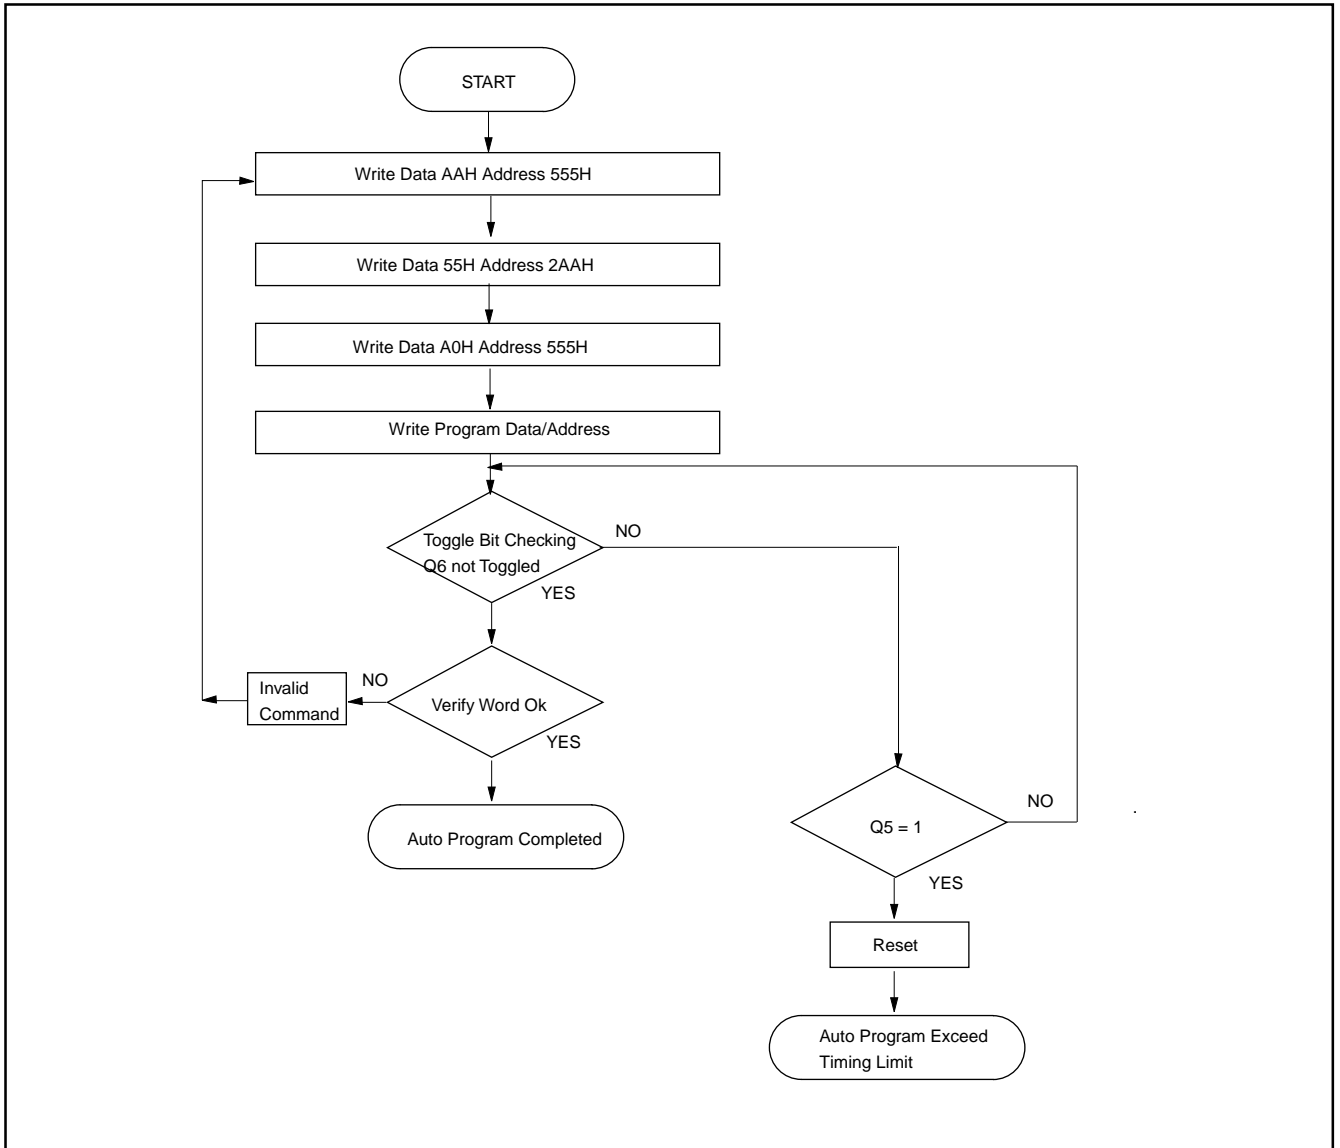 START
Write Data AAH Address 555H
Write Data 55H Address 2AAH
Write Data A0H Address 555H
Write Program Data/Address
Toggle Bit Checking
Q6 not Toggled
NO
YES
Invalid
Command
NO
Verify Word Ok
YES
Auto Program Completed
Q5 = 1
NO
YES
Reset
Auto Program Exceed
Timing Limit